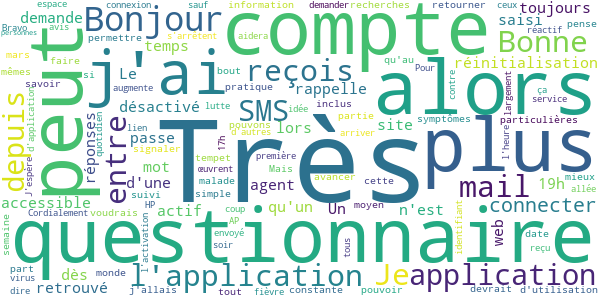 espace
connexion
sauf
information
demander
recherches
retourner
ceux
demande
Bonjour
compte
toujours
Bravo
avis
permettre
s'arrêtent
aidera
saisi
pense
personnes
réactif
peut
j'ai
temps
Bonne
qu'au
mars
faire
Le
bout
reçois
Pour
alors
réinitialisation
mêmes
si
augmente
pratique
rappelle
contre
ça
savoir
désactivé
lutte
SMS
idée
inclus
largement
service
depuis
d'application
réponses
quotidien
entre
lien
passe
pouvons
d'autres
lors
partie
site
symptômes
particulières
plus
l'heure
signaler
17h
Très
arriver
J'espère
mot
tempet
première
œuvrent
Mais
avancer
cette
mail
19h
mieux
allée
accessible
d'une
suivi
malade
simple
agent
connecter
Cordialement
voudrais
HP
actif
coup
qu'un
Un
moyen
n'est
identifiant
web
semaine
questionnaire
l'activation
AP
envoyé
soir
tous
date
reçu
part
virus
dès
monde
l'application
Je
application
dire
retrouvé
j'allais
tout
fièvre
constante
pouvoir
devrait
d'utilisation